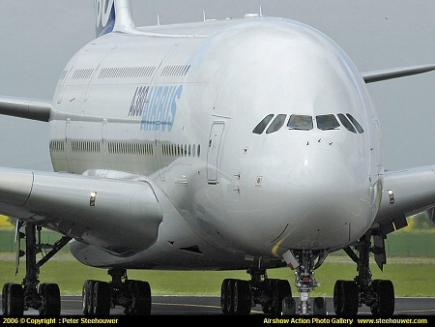 A380 AIRBUS
2006 © Copyright : Peter Steehouwer
Airshow Action Photo Gallery www.steehouwer.com